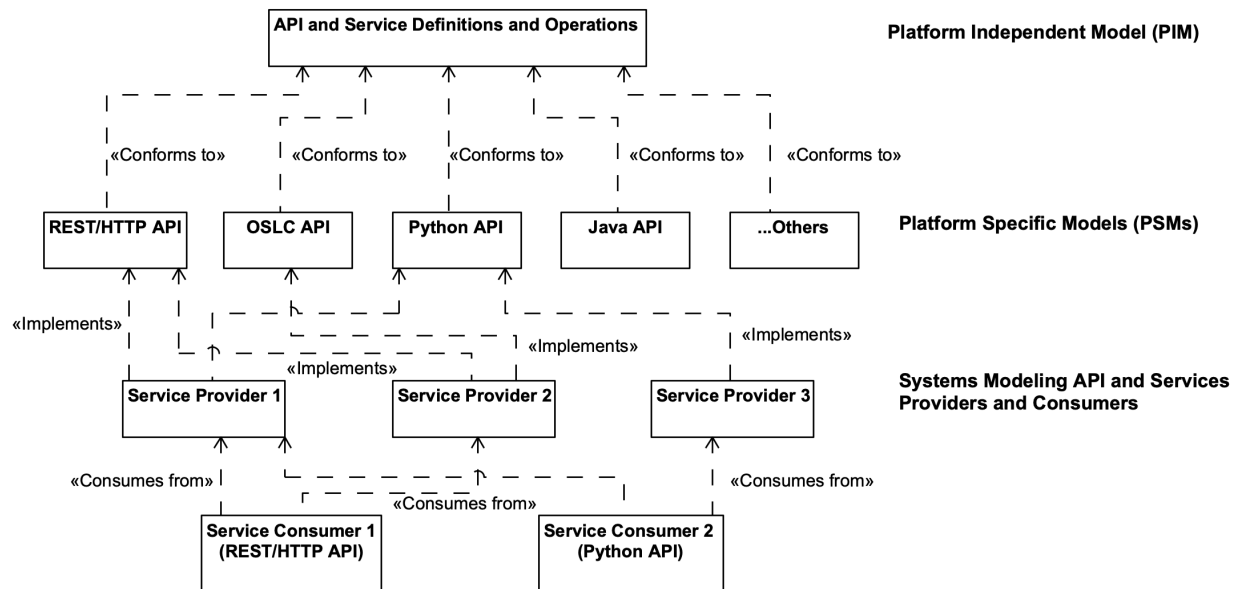 API and Service Definitions and Operations
Platform Independent Model (PIM)
«Conforms to»
«Conforms to»
«Conforms to»
«Conforms to»
«Conforms to»
REST/HTTP API
OSLC API
Python API
Java API
...Others
Platform Specific Models (PSMs)
«Implements»
«Implements»
«Implements»
«Implements»
Service Provider 1
Service Provider 2
Service Provider 3
Systems Modeling API and Services
Providers and Consumers
«Consumes from»
«Consumes from»
«Consumes from»
Service Consumer 1
(REST/HTTP API)
Service Consumer 2
(Python API)